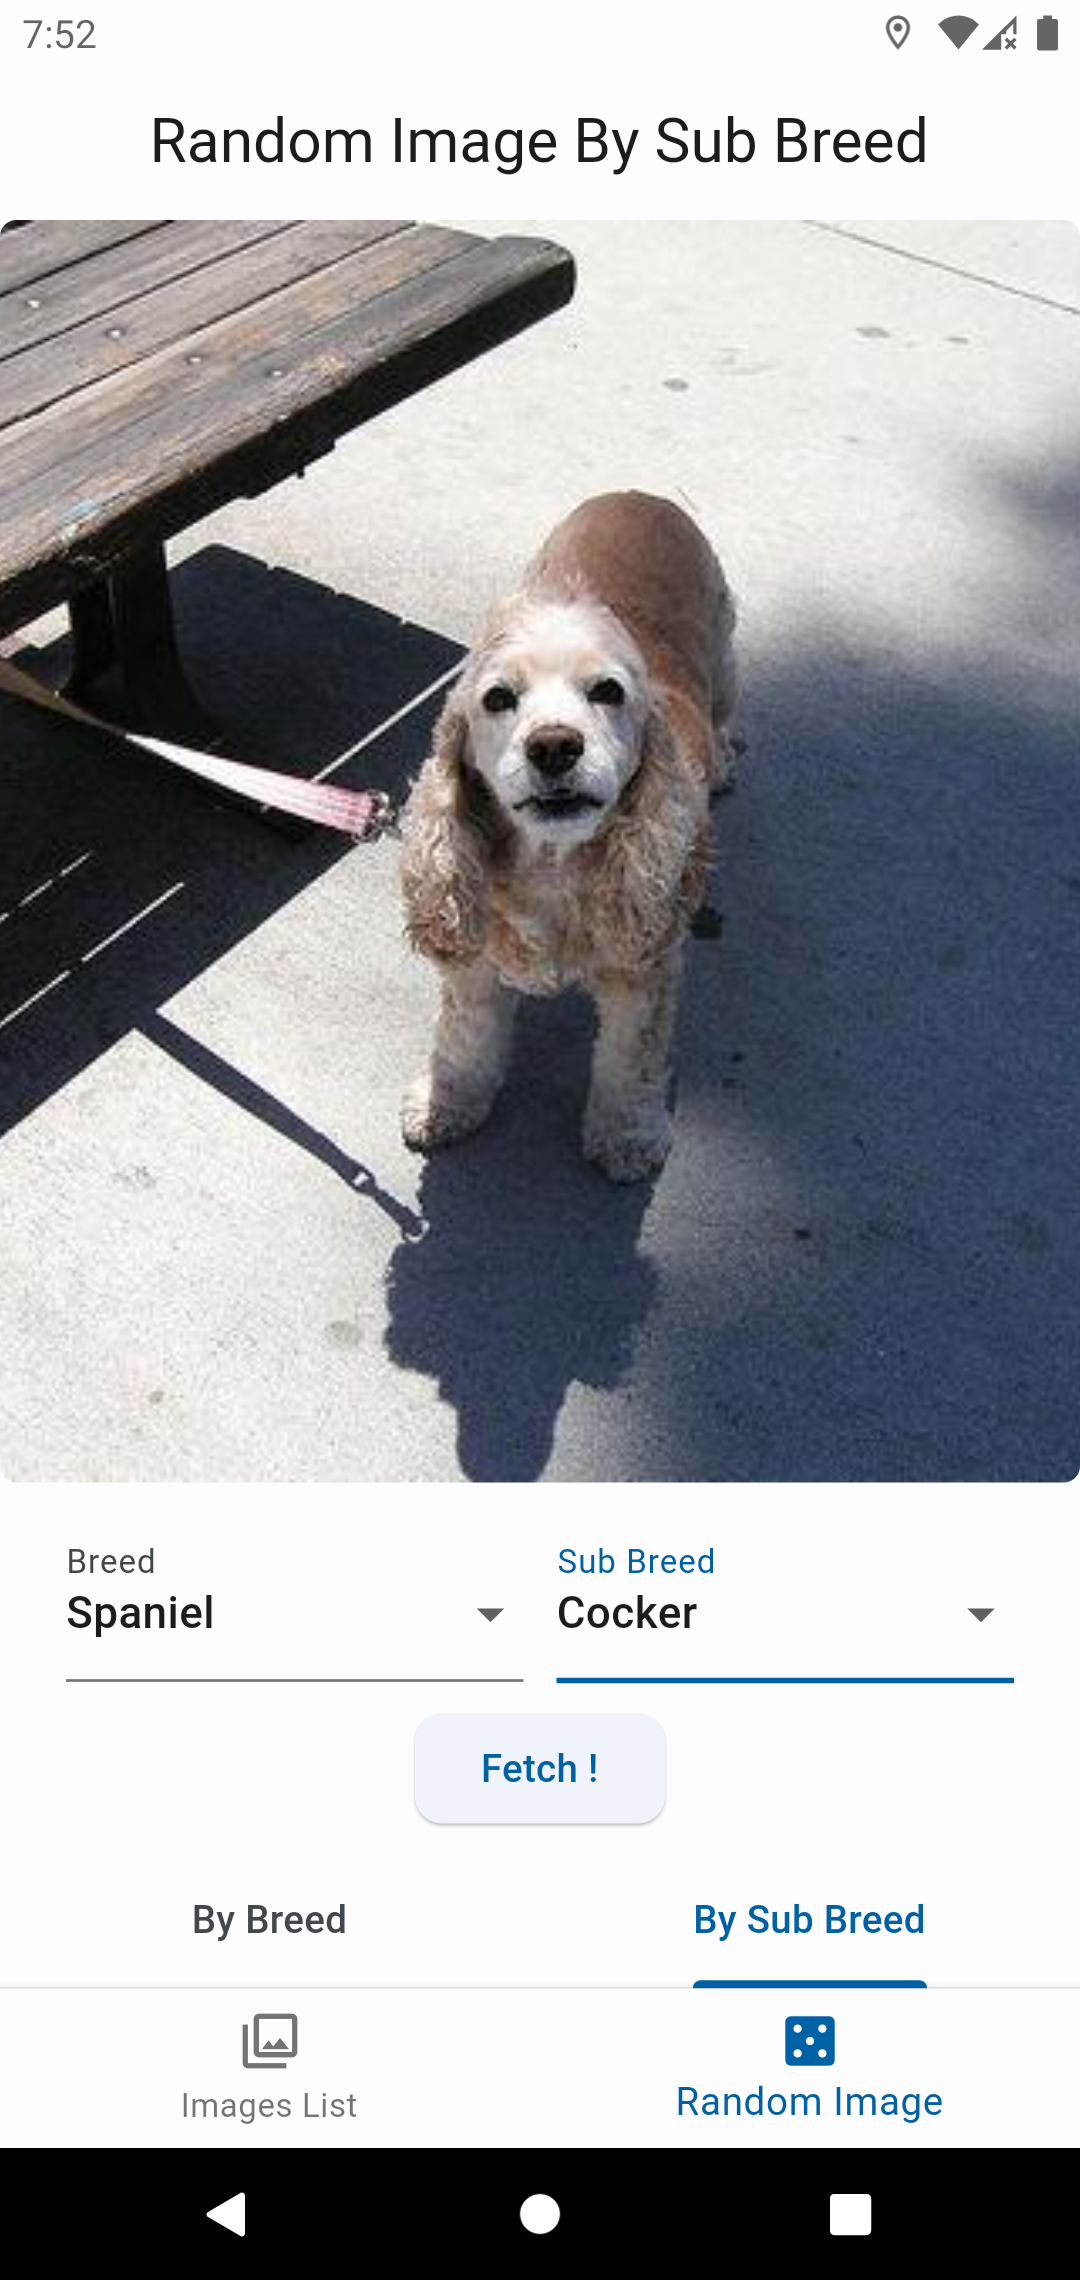 7:52
Random Image By Sub Breed
Breed
Sub Breed
Spaniel
Cocker
Fetch !
By Breed
By Sub Breed
Images List
Random Image